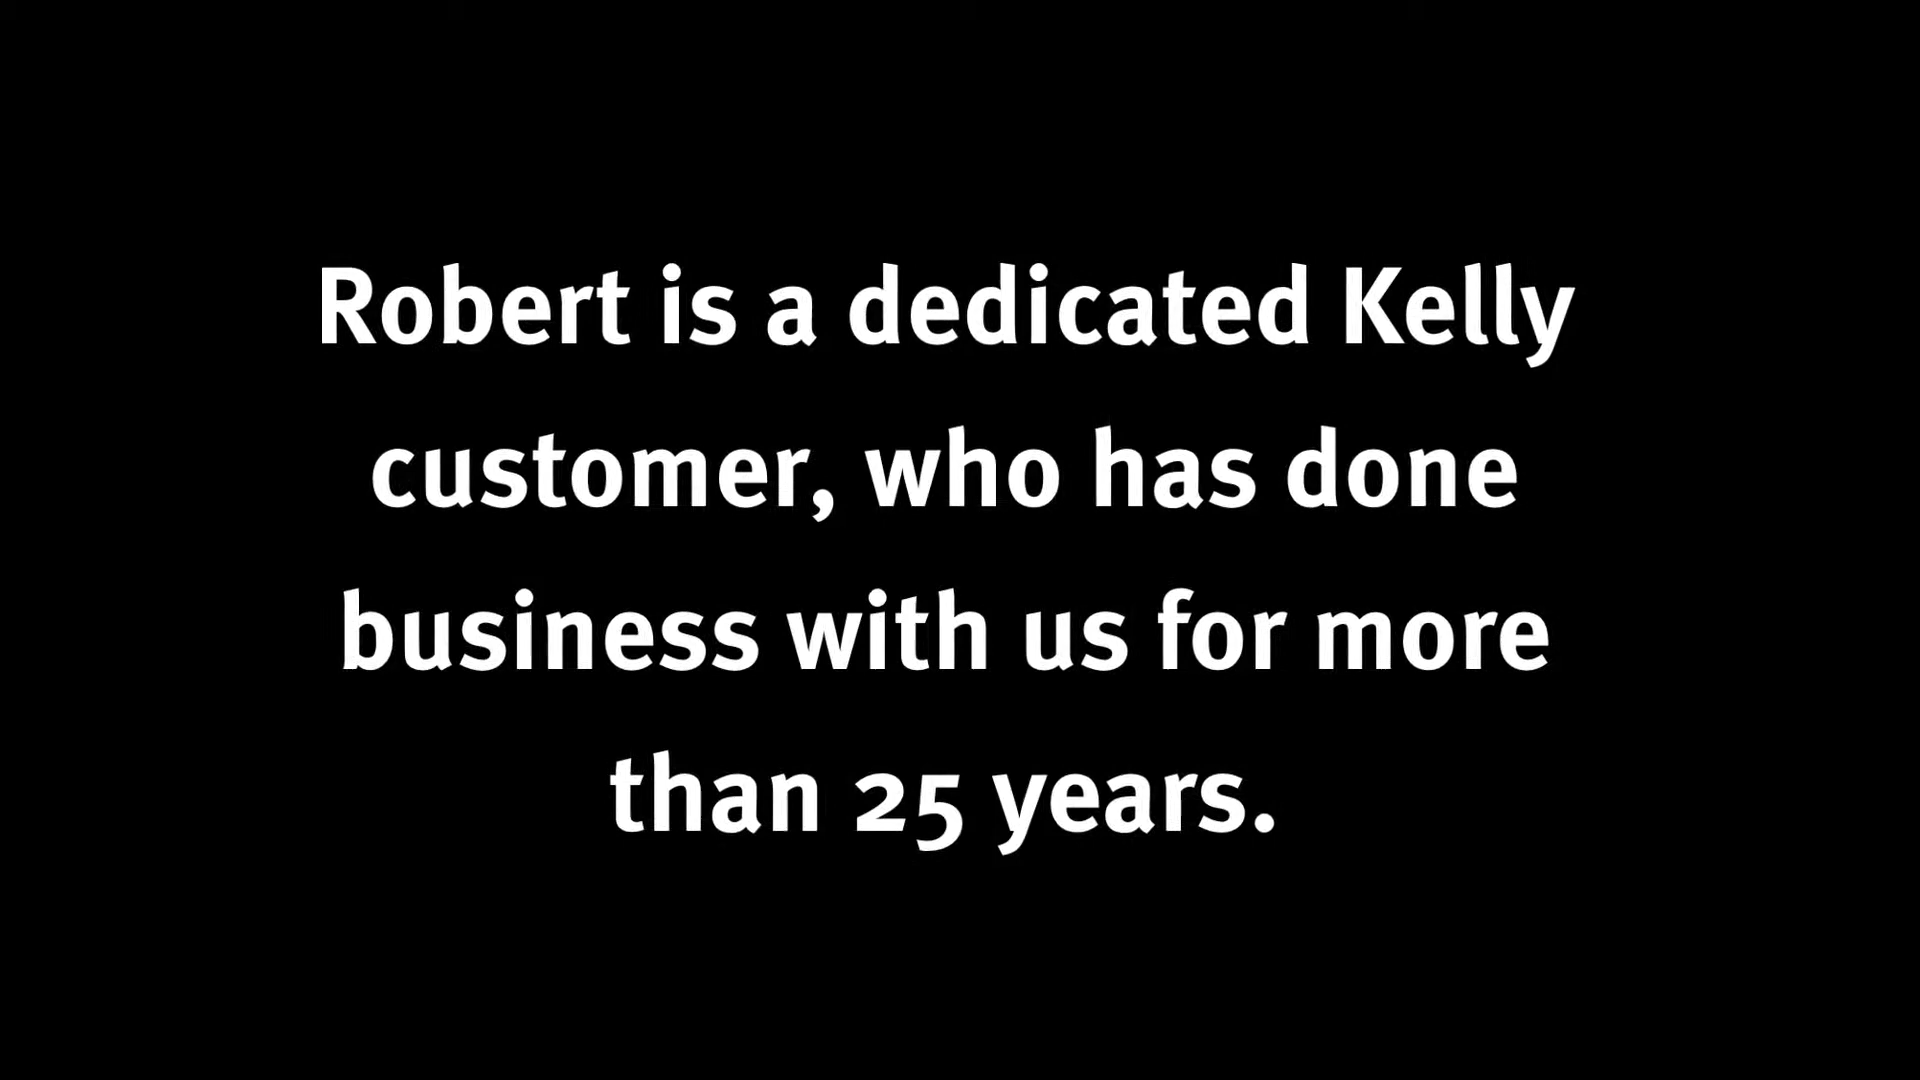 Robert is a dedicated Kelly
customer, who has done
business with us for more
than 25 years.